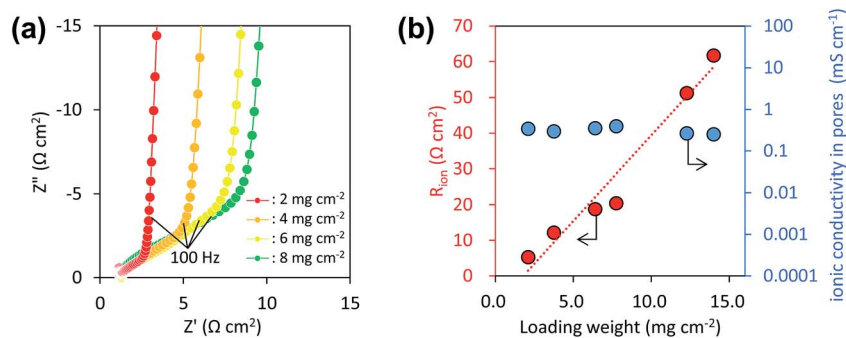 (a)
-15
-10
-5
0
Z" (Ω cm²)
: 2 mg cm⁻²
: 4 mg cm⁻²
: 6 mg cm⁻²
: 8 mg cm⁻²
100 Hz
0 5 10 15
Z' (Ω cm²)
(b)
70
60
50
40
30
20
10
0
R_ion (Ω cm²)
100
10
1
0.1
0.01
0.001
0.0001
ionic conductivity in pores (mS cm⁻¹)
0.0 5.0 10.0 15.0
Loading weight (mg cm⁻²)